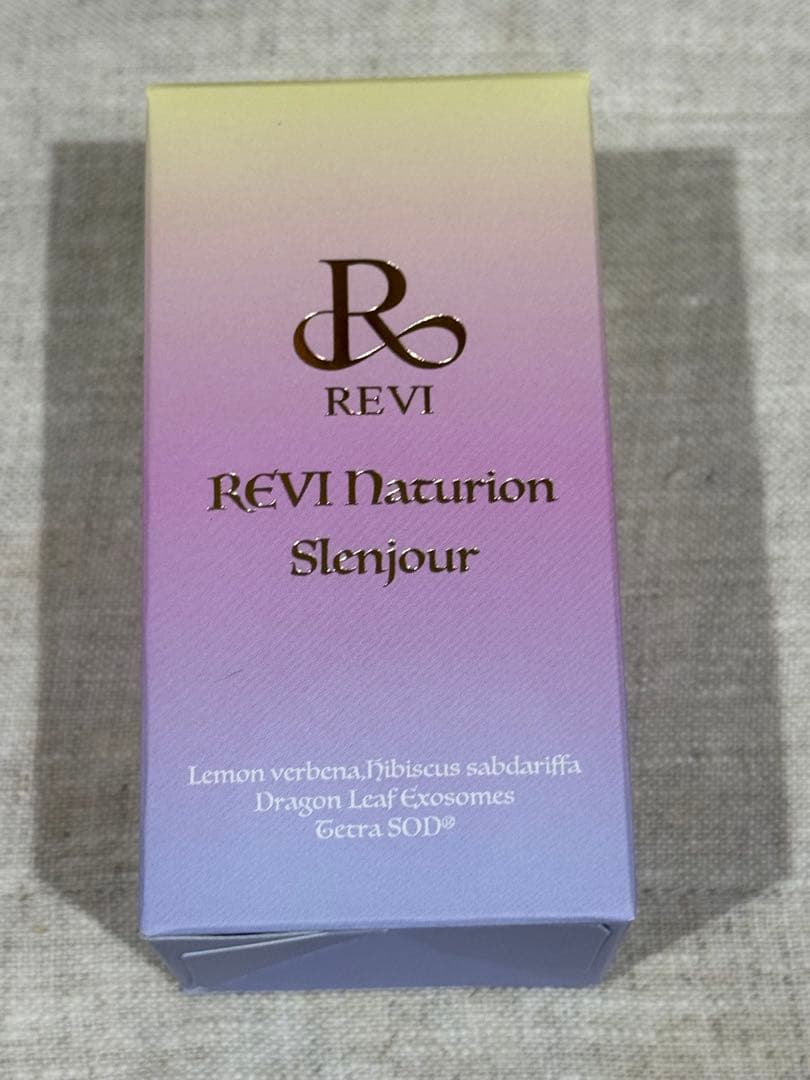 R
REVI
REVI Naturion
Slenjour
Lemon verbena,Hibiscus sabdariffa
Dragon Leaf Exosomes
Tetra SOD®